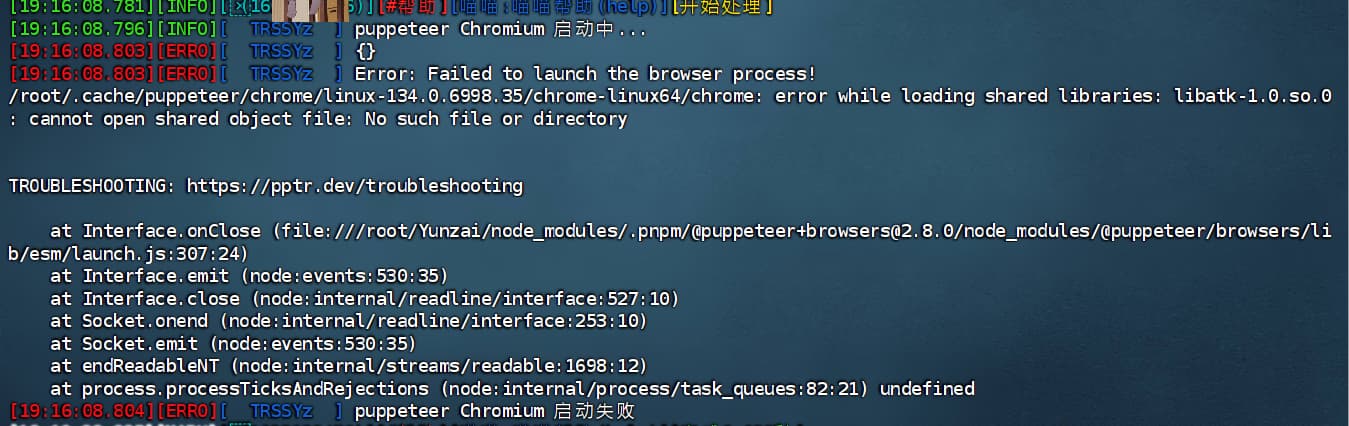 [19:16:08.781][INFO][16 6)][#帮助][喵喵:喵喵帮助(help)][开始处理]
[19:16:08.796][INFO][ TRSSYz ] puppeteer Chromium 启动中...
[19:16:08.803][ERRO][ TRSSYz ] {}
[19:16:08.803][ERRO][ TRSSYz ] Error: Failed to launch the browser process!
/root/.cache/puppeteer/chrome/linux-134.0.6998.35/chrome-linux64/chrome: error while loading shared libraries: libatk-1.0.so.0
: cannot open shared object file: No such file or directory
TROUBLESHOOTING: https://pptr.dev/troubleshooting
at Interface.onClose (file:///root/Yunzai/node_modules/.pnpm/@puppeteer+browsers@2.8.0/node_modules/@puppeteer/browsers/li
b/esm/launch.js:307:24)
at Interface.emit (node:events:530:35)
at Interface.close (node:internal/readline/interface:527:10)
at Socket.onend (node:internal/readline/interface:253:10)
at Socket.emit (node:events:530:35)
at endReadableNT (node:internal/streams/readable:1698:12)
at process.processTicksAndRejections (node:internal/process/task_queues:82:21) undefined
[19:16:08.804][ERRO][ TRSSYz ] puppeteer Chromium 启动失败